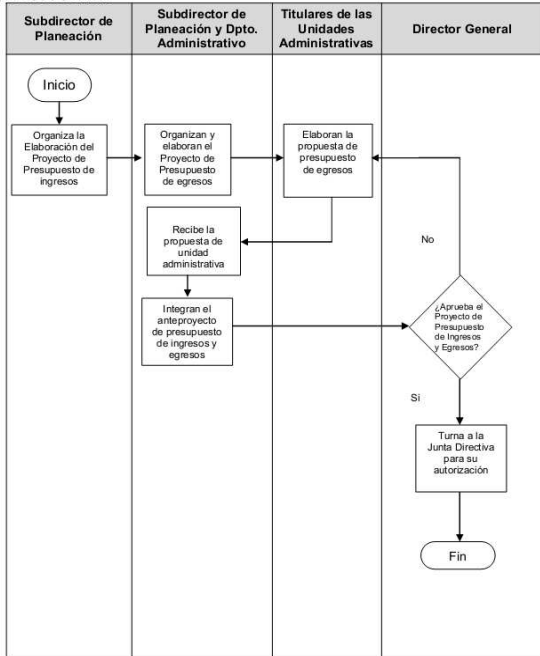 Subdirector de
Planeación
Subdirector de
Planeación y Dpto.
Administrativo
Titulares de las
Unidades
Administrativas
Director General
Inicio
Organiza la
Elaboración del
Proyecto de
Presupuesto de
ingresos
Organizan y
elaboran el
Proyecto de
Presupuesto
de egresos
Elaboran la
propuesta de
presupuesto
de egresos
Recibe la
propuesta de
unidad
administrativa
No
Integran el
anteproyecto
de presupuesto
de ingresos y
egresos
¿Aprueba el
Proyecto de
Presupuesto
de Ingresos
y Egresos?
Si
Turna a la
Junta Directiva
para su
autorización
Fin